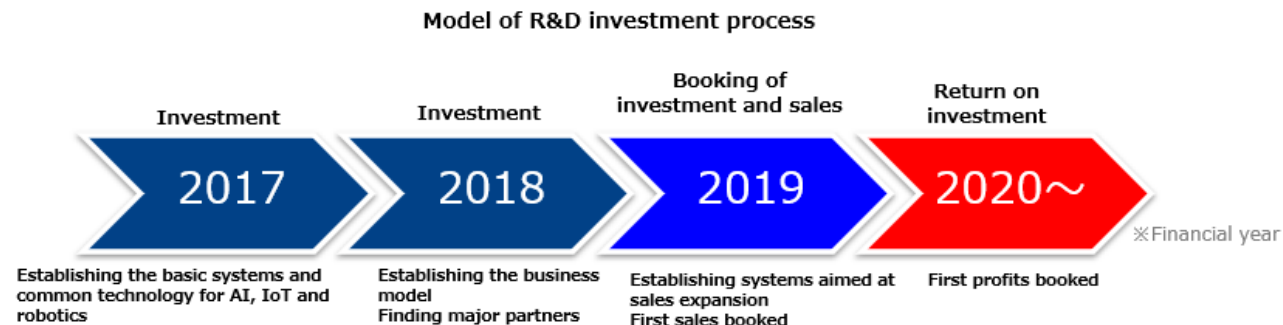 Model of R&D investment process
Investment
Investment
Booking of
investment and sales
Return on
investment
2017
2018
2019
2020～
※Financial year
Establishing the basic systems and
common technology for AI, IoT and
robotics
Establishing the business
model
Finding major partners
Establishing systems aimed at
sales expansion
First sales booked
First profits booked